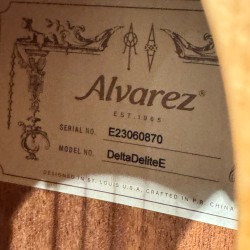 Alvarez®
EST. 1965
SERIAL NO. E23060870
MODEL NO. DeltaDeliteE
DESIGNED IN ST. LOUIS U.S.A. CRAFTED IN P.R. CHINA